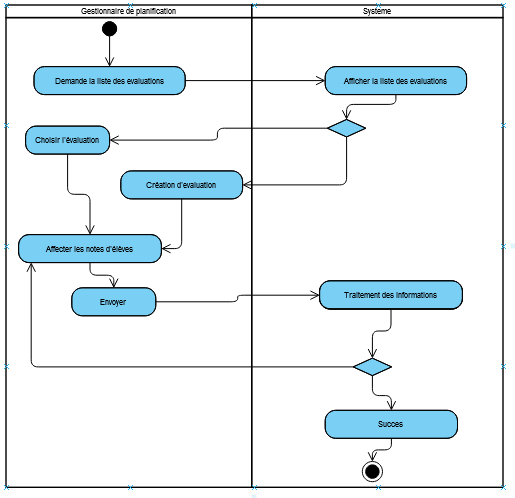 Gestionnaire de planification
Systeme
Demande la liste des evaluations
Afficher la liste des evaluations
Choisir l'évaluation
Création d'evaluation
Affecter les notes d'élèves
Envoyer
Traitement des informations
Succes